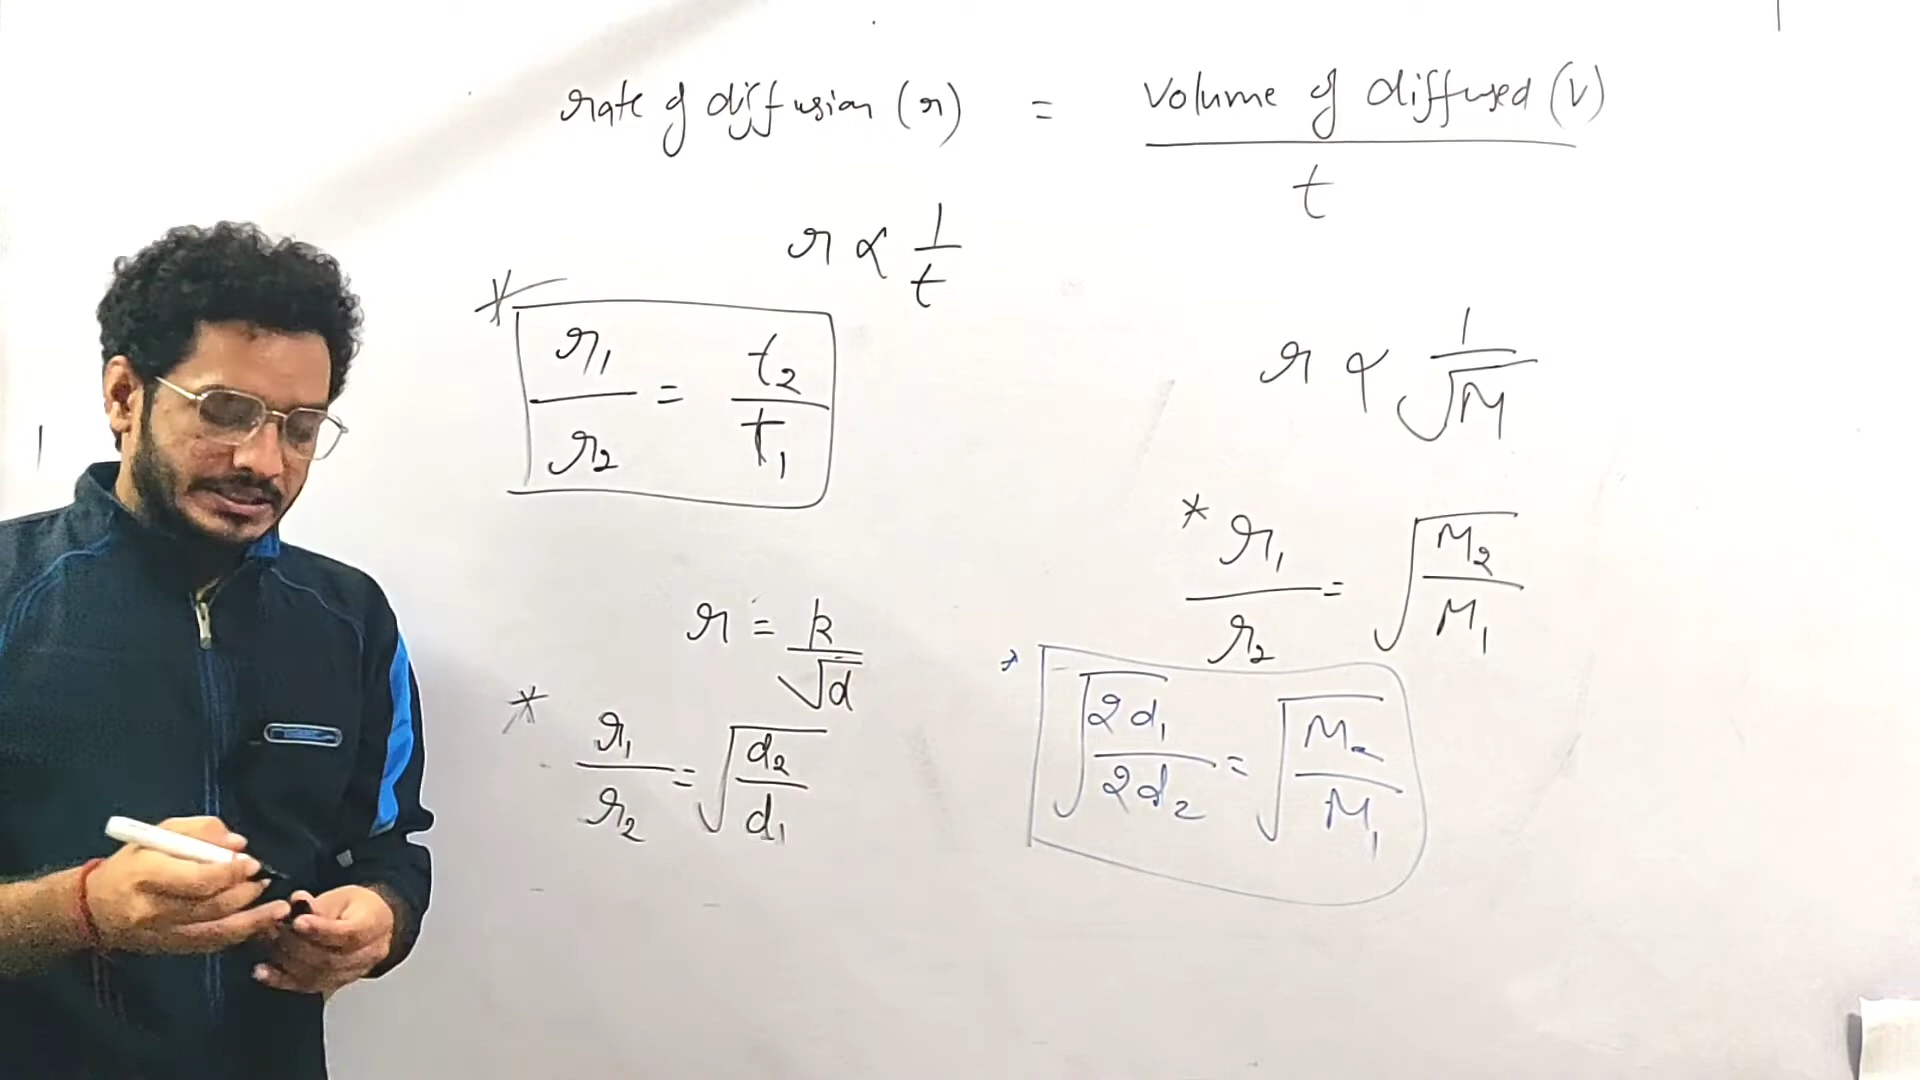 rate of diffusion (r) = volume of diffused (V) / t
r ∝ 1/t
* r₁/r₂ = t₂/T₁
r ∝ 1/√M
* r₁/r₂ = √(M₂/M₁)
r = k/√d
* r₁/r₂ = √(d₂/d₁)
√(2d₁/2d₂) = √(M₂/M₁)